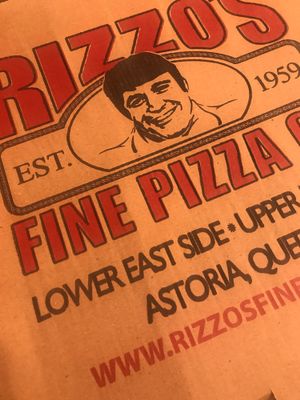 RIZZO'S
EST. 1959
FINE PIZZA
LOWER EAST SIDE * UPPER
ASTORIA, QUE
WWW.RIZZOSFINE